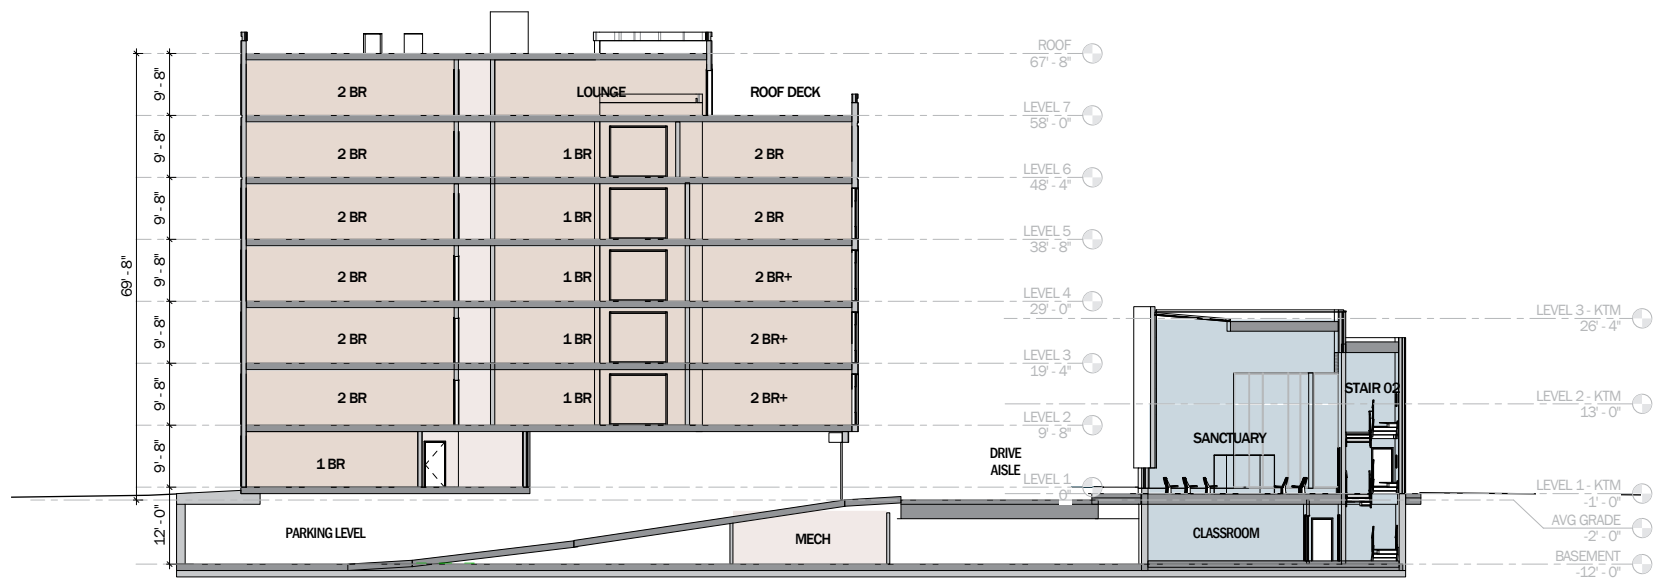 ROOF
67' - 8"
9' - 8"
2 BR
LOUNGE
ROOF DECK
LEVEL 7
58' - 0"
9' - 8"
2 BR
1 BR
2 BR
LEVEL 6
48' - 4"
9' - 8"
2 BR
1 BR
2 BR
LEVEL 5
38' - 8"
69' - 8"
9' - 8"
2 BR
1 BR
2 BR+
LEVEL 4
29' - 0"
LEVEL 3 - KTM
26' - 4"
9' - 8"
2 BR
1 BR
2 BR+
LEVEL 3
19' - 4"
9' - 8"
2 BR
1 BR
2 BR+
STAIR 02
LEVEL 2 - KTM
13' - 0"
LEVEL 2
9' - 8"
SANCTUARY
9' - 8"
1 BR
DRIVE
AISLE
LEVEL 1
0"
LEVEL 1 - KTM
-1' - 0"
12' - 0"
PARKING LEVEL
MECH
CLASSROOM
AVG GRADE
-2' - 0"
BASEMENT
-12' - 0"